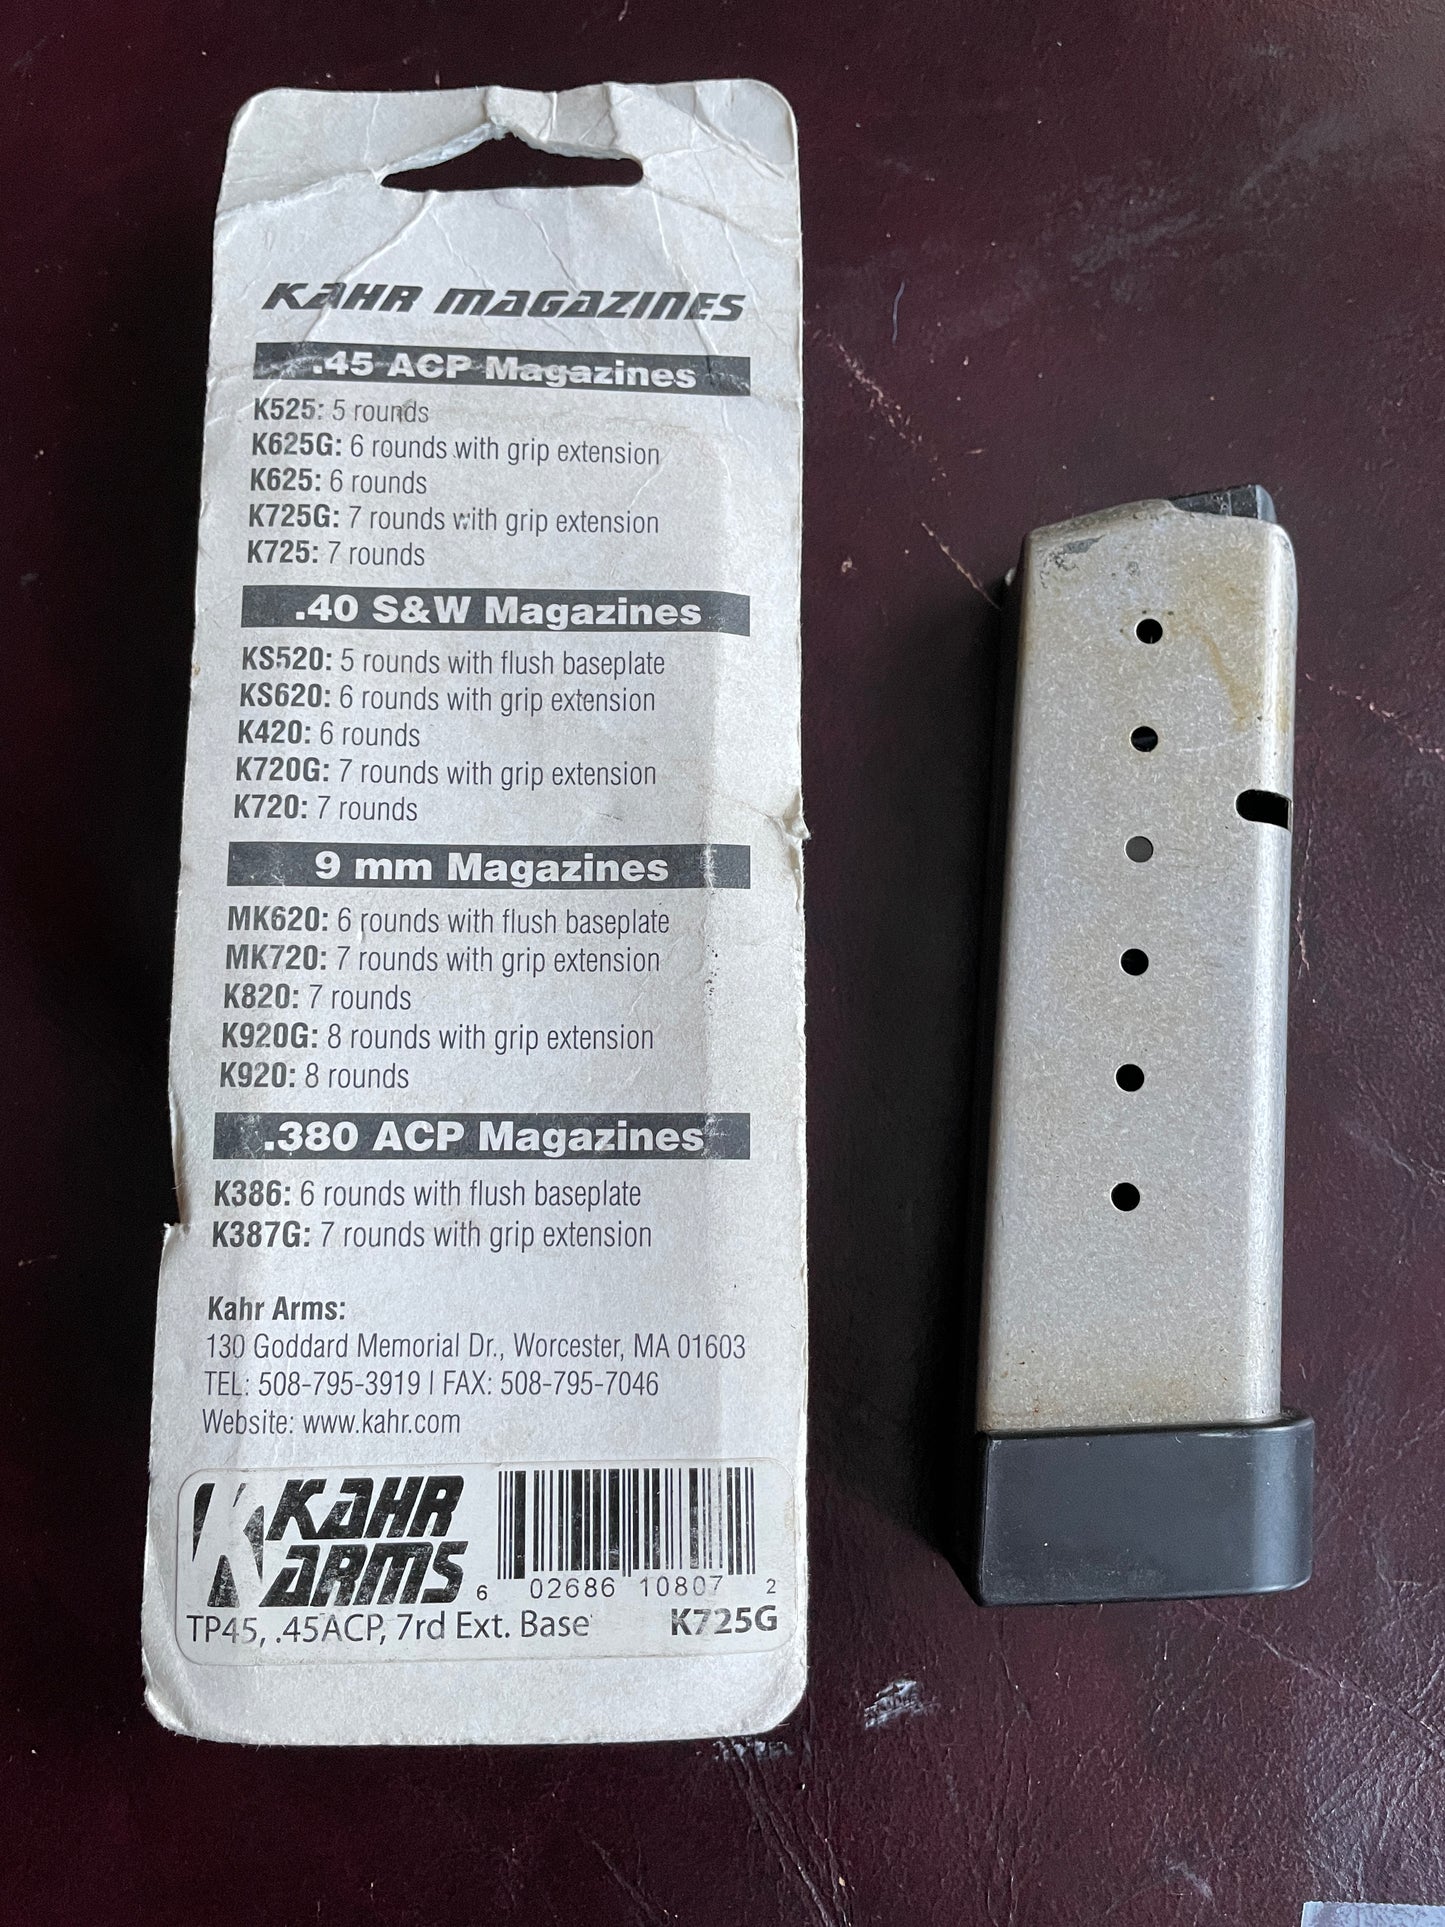 KAHR MAGAZINES
.45 ACP Magazines
K525: 5 rounds
K625G: 6 rounds with grip extension
K625: 6 rounds
K725G: 7 rounds with grip extension
K725: 7 rounds
.40 S&W Magazines
KS520: 5 rounds with flush baseplate
KS620: 6 rounds with grip extension
K420: 6 rounds
K720G: 7 rounds with grip extension
K720: 7 rounds
9 mm Magazines
MK620: 6 rounds with flush baseplate
MK720: 7 rounds with grip extension
K820: 7 rounds
K920G: 8 rounds with grip extension
K920: 8 rounds
.380 ACP Magazines
K386: 6 rounds with flush baseplate
K387G: 7 rounds with grip extension
Kahr Arms:
130 Goddard Memorial Dr., Worcester, MA 01603
TEL: 508-795-3919 | FAX: 508-795-7046
Website: www.kahr.com
K KAHR
ARMS
6 02686 10807 2
TP45, .45ACP, 7rd Ext. Base K725G